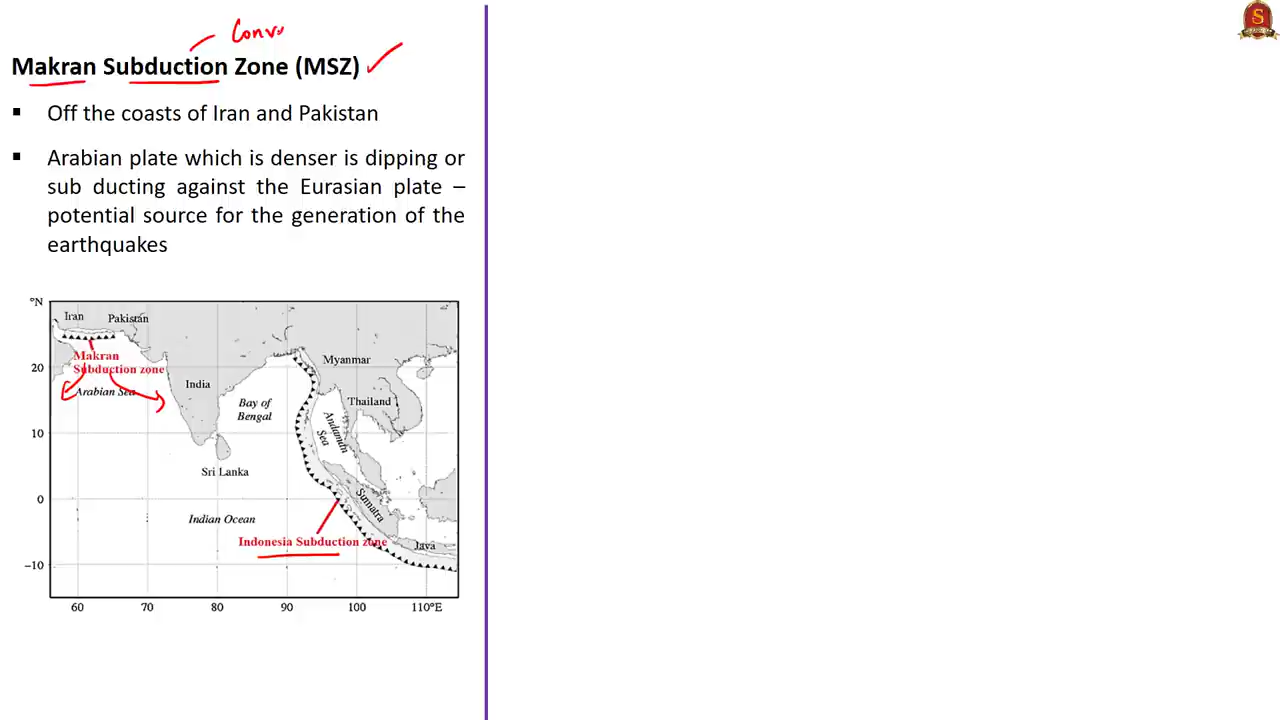 Conv
Makran Subduction Zone (MSZ)
▪ Off the coasts of Iran and Pakistan
▪ Arabian plate which is denser is dipping or
sub ducting against the Eurasian plate –
potential source for the generation of the
earthquakes
°N
Iran
Pakistan
Makran
Subduction zone
Arabian Sea
India
Bay of
Bengal
Myanmar
Thailand
Andamdn
Sea
Sri Lanka
Sumatra
Indian Ocean
Indonesia Subduction zone
Java
20
10
0
−10
60 70 80 90 100 110°E
S